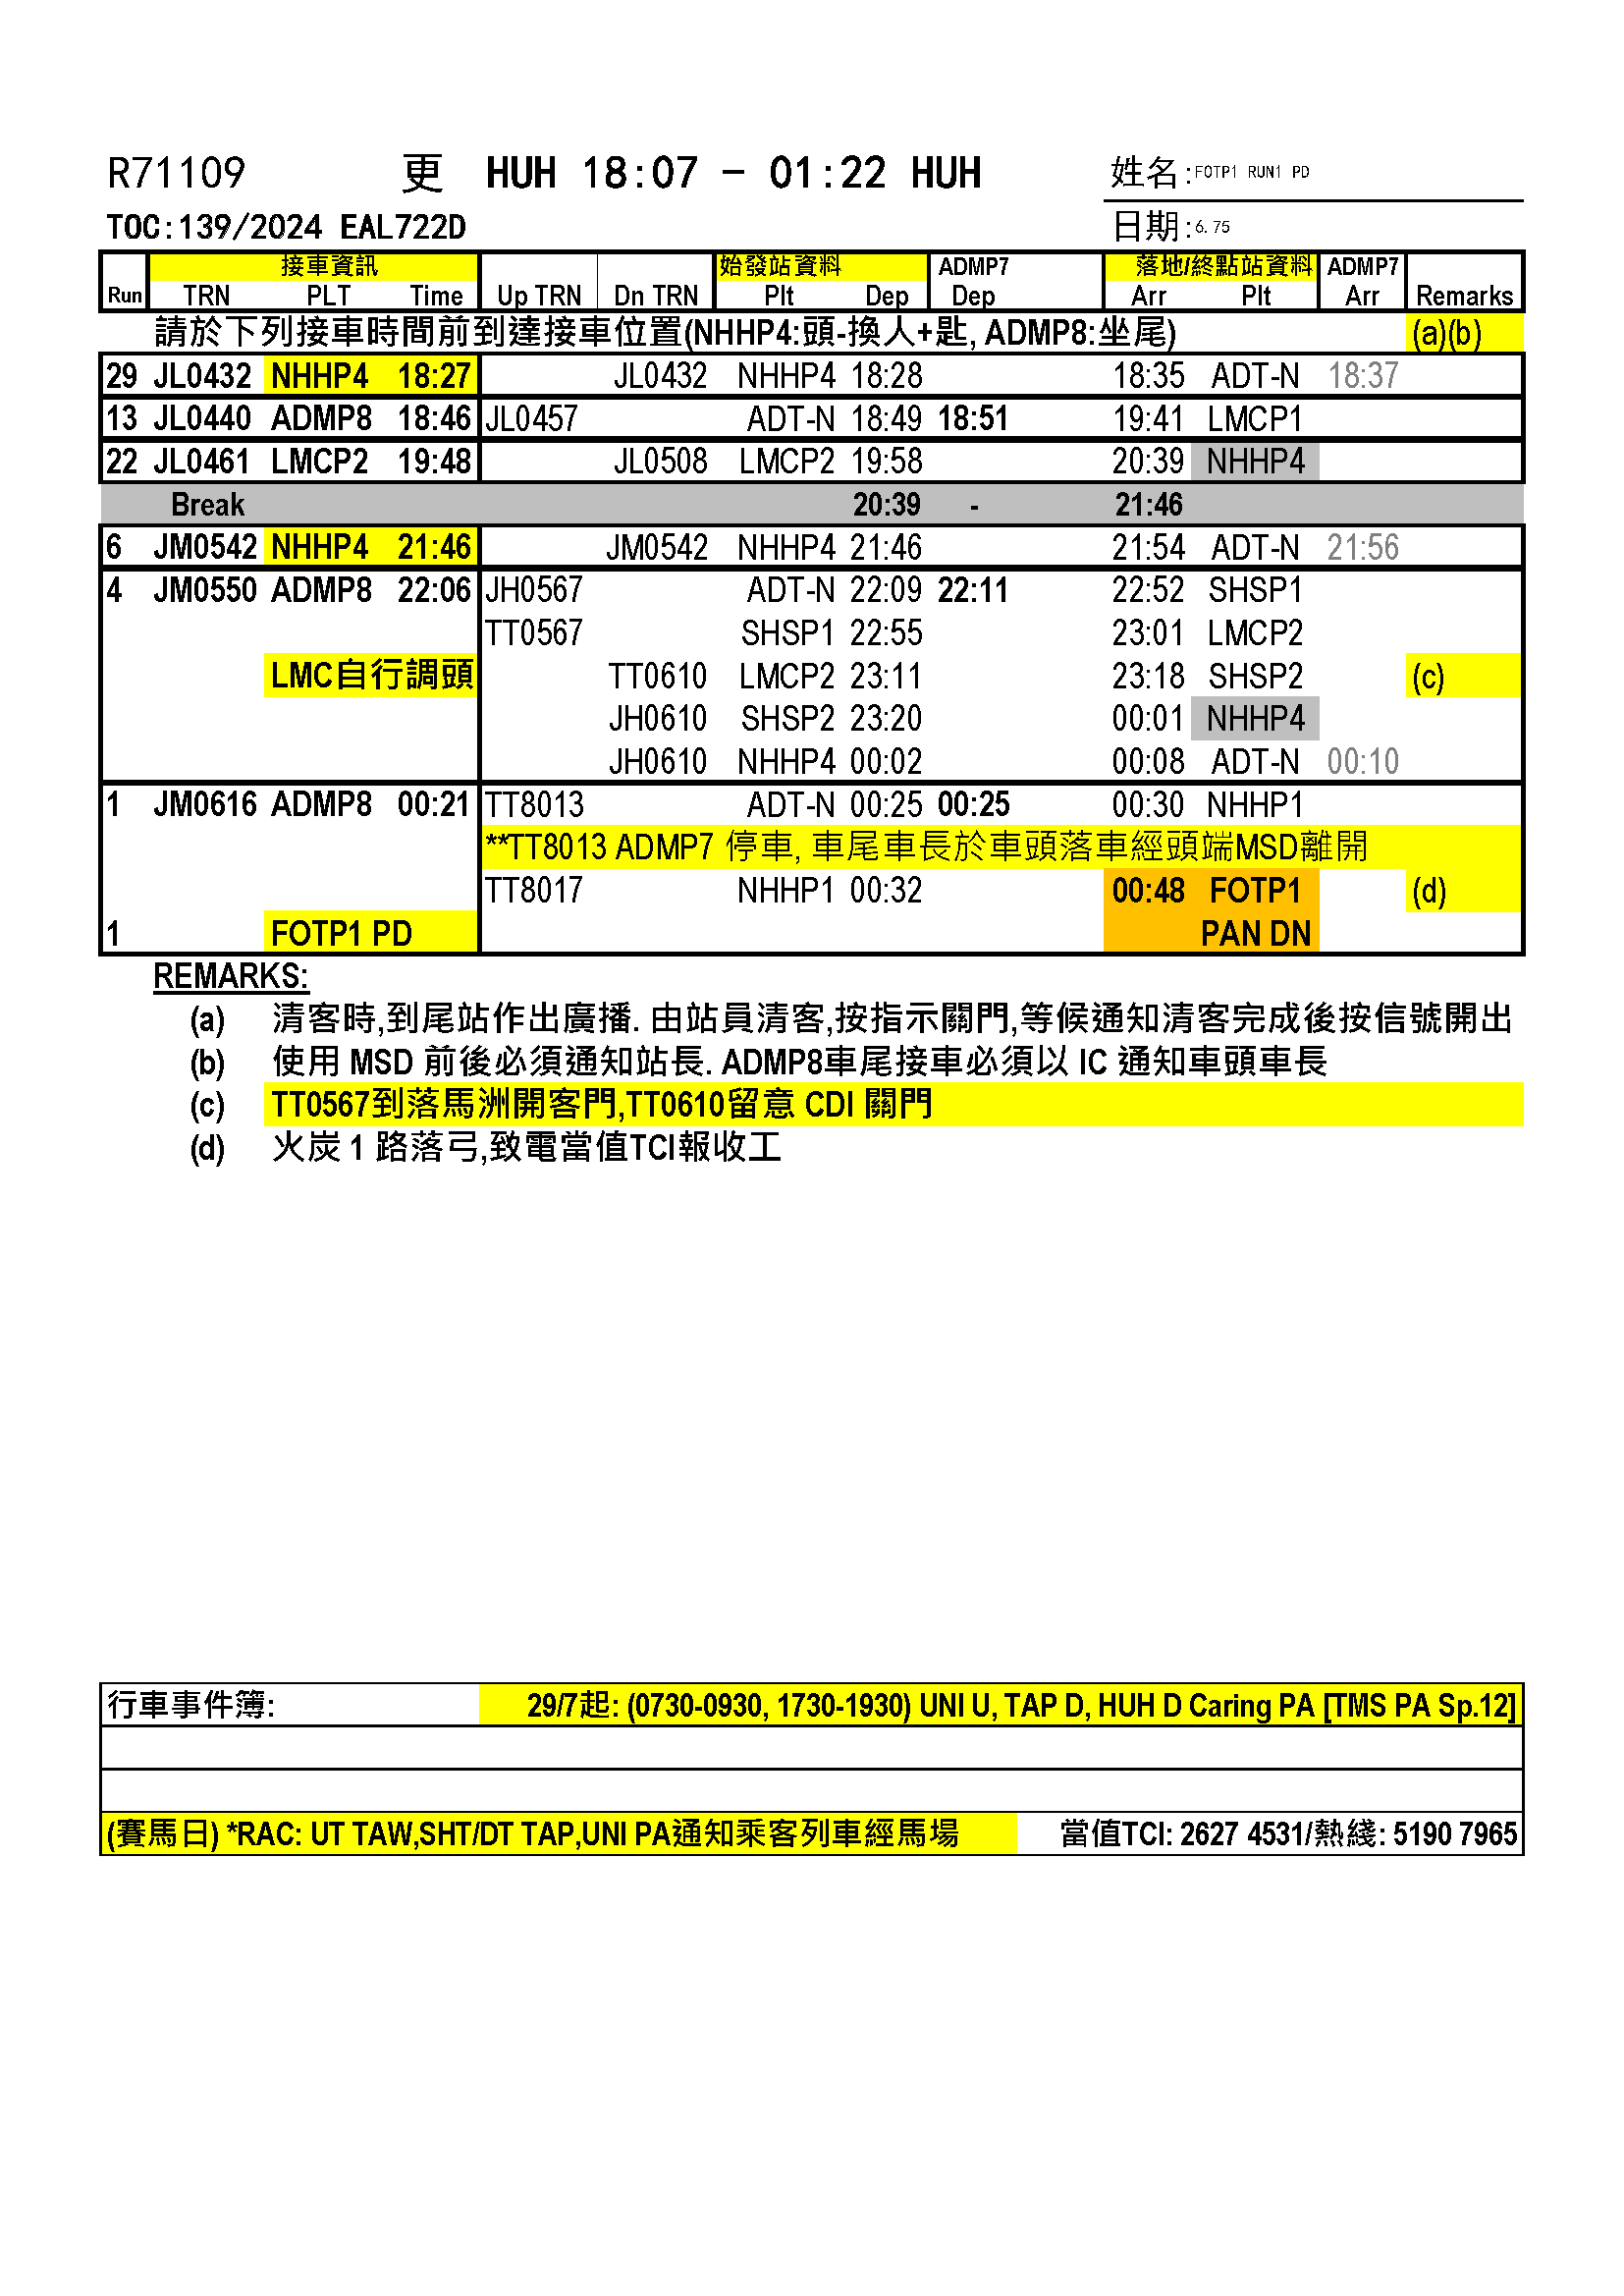 R71109 更 HUH 18:07 - 01:22 HUH 姓名:FOTP1 RUN1 PD
TOC:139/2024 EAL722D 日期:6.75
接車資訊 始發站資料 ADMP7 落地/終點站資料 ADMP7
Run TRN PLT Time Up TRN Dn TRN Plt Dep Dep Arr Plt Arr Remarks
請於下列接車時間前到達接車位置(NHHP4:頭-換人+匙, ADMP8:坐尾) (a)(b)
29 JL0432 NHHP4 18:27 JL0432 NHHP4 18:28 18:35 ADT-N 18:37
13 JL0440 ADMP8 18:46 JL0457 ADT-N 18:49 18:51 19:41 LMCP1
22 JL0461 LMCP2 19:48 JL0508 LMCP2 19:58 20:39 NHHP4
Break 20:39 - 21:46
6 JM0542 NHHP4 21:46 JM0542 NHHP4 21:46 21:54 ADT-N 21:56
4 JM0550 ADMP8 22:06 JH0567 ADT-N 22:09 22:11 22:52 SHSP1
TT0567 SHSP1 22:55 23:01 LMCP2
LMC自行調頭 TT0610 LMCP2 23:11 23:18 SHSP2 (c)
JH0610 SHSP2 23:20 00:01 NHHP4
JH0610 NHHP4 00:02 00:08 ADT-N 00:10
1 JM0616 ADMP8 00:21 TT8013 ADT-N 00:25 00:25 00:30 NHHP1
**TT8013 ADMP7 停車, 車尾車長於車頭落車經頭端MSD離開
TT8017 NHHP1 00:32 00:48 FOTP1 (d)
1 FOTP1 PD PAN DN
REMARKS:
(a) 清客時,到尾站作出廣播. 由站員清客,按指示關門,等候通知清客完成後按信號開出
(b) 使用 MSD 前後必須通知站長. ADMP8車尾接車必須以 IC 通知車頭車長
(c) TT0567到落馬洲開客門,TT0610留意 CDI 關門
(d) 火炭 1 路落弓,致電當值TCI報收工
行車事件簿: 29/7起: (0730-0930, 1730-1930) UNI U, TAP D, HUH D Caring PA [TMS PA Sp.12]
(賽馬日) *RAC: UT TAW,SHT/DT TAP,UNI PA通知乘客列車經馬場 當值TCI: 2627 4531/熱綫: 5190 7965